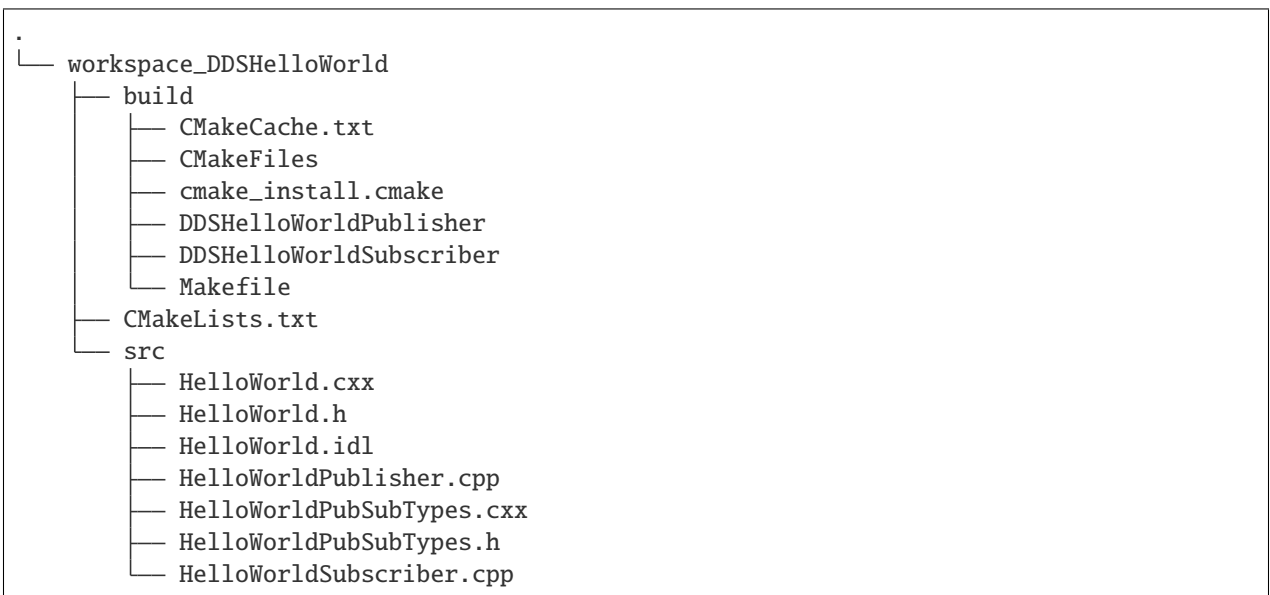 .
└── workspace_DDSHelloWorld
    ├── build
    │   ├── CMakeCache.txt
    │   ├── CMakeFiles
    │   ├── cmake_install.cmake
    │   ├── DDSHelloWorldPublisher
    │   ├── DDSHelloWorldSubscriber
    │   └── Makefile
    ├── CMakeLists.txt
    └── src
        ├── HelloWorld.cxx
        ├── HelloWorld.h
        ├── HelloWorld.idl
        ├── HelloWorldPublisher.cpp
        ├── HelloWorldPubSubTypes.cxx
        ├── HelloWorldPubSubTypes.h
        └── HelloWorldSubscriber.cpp